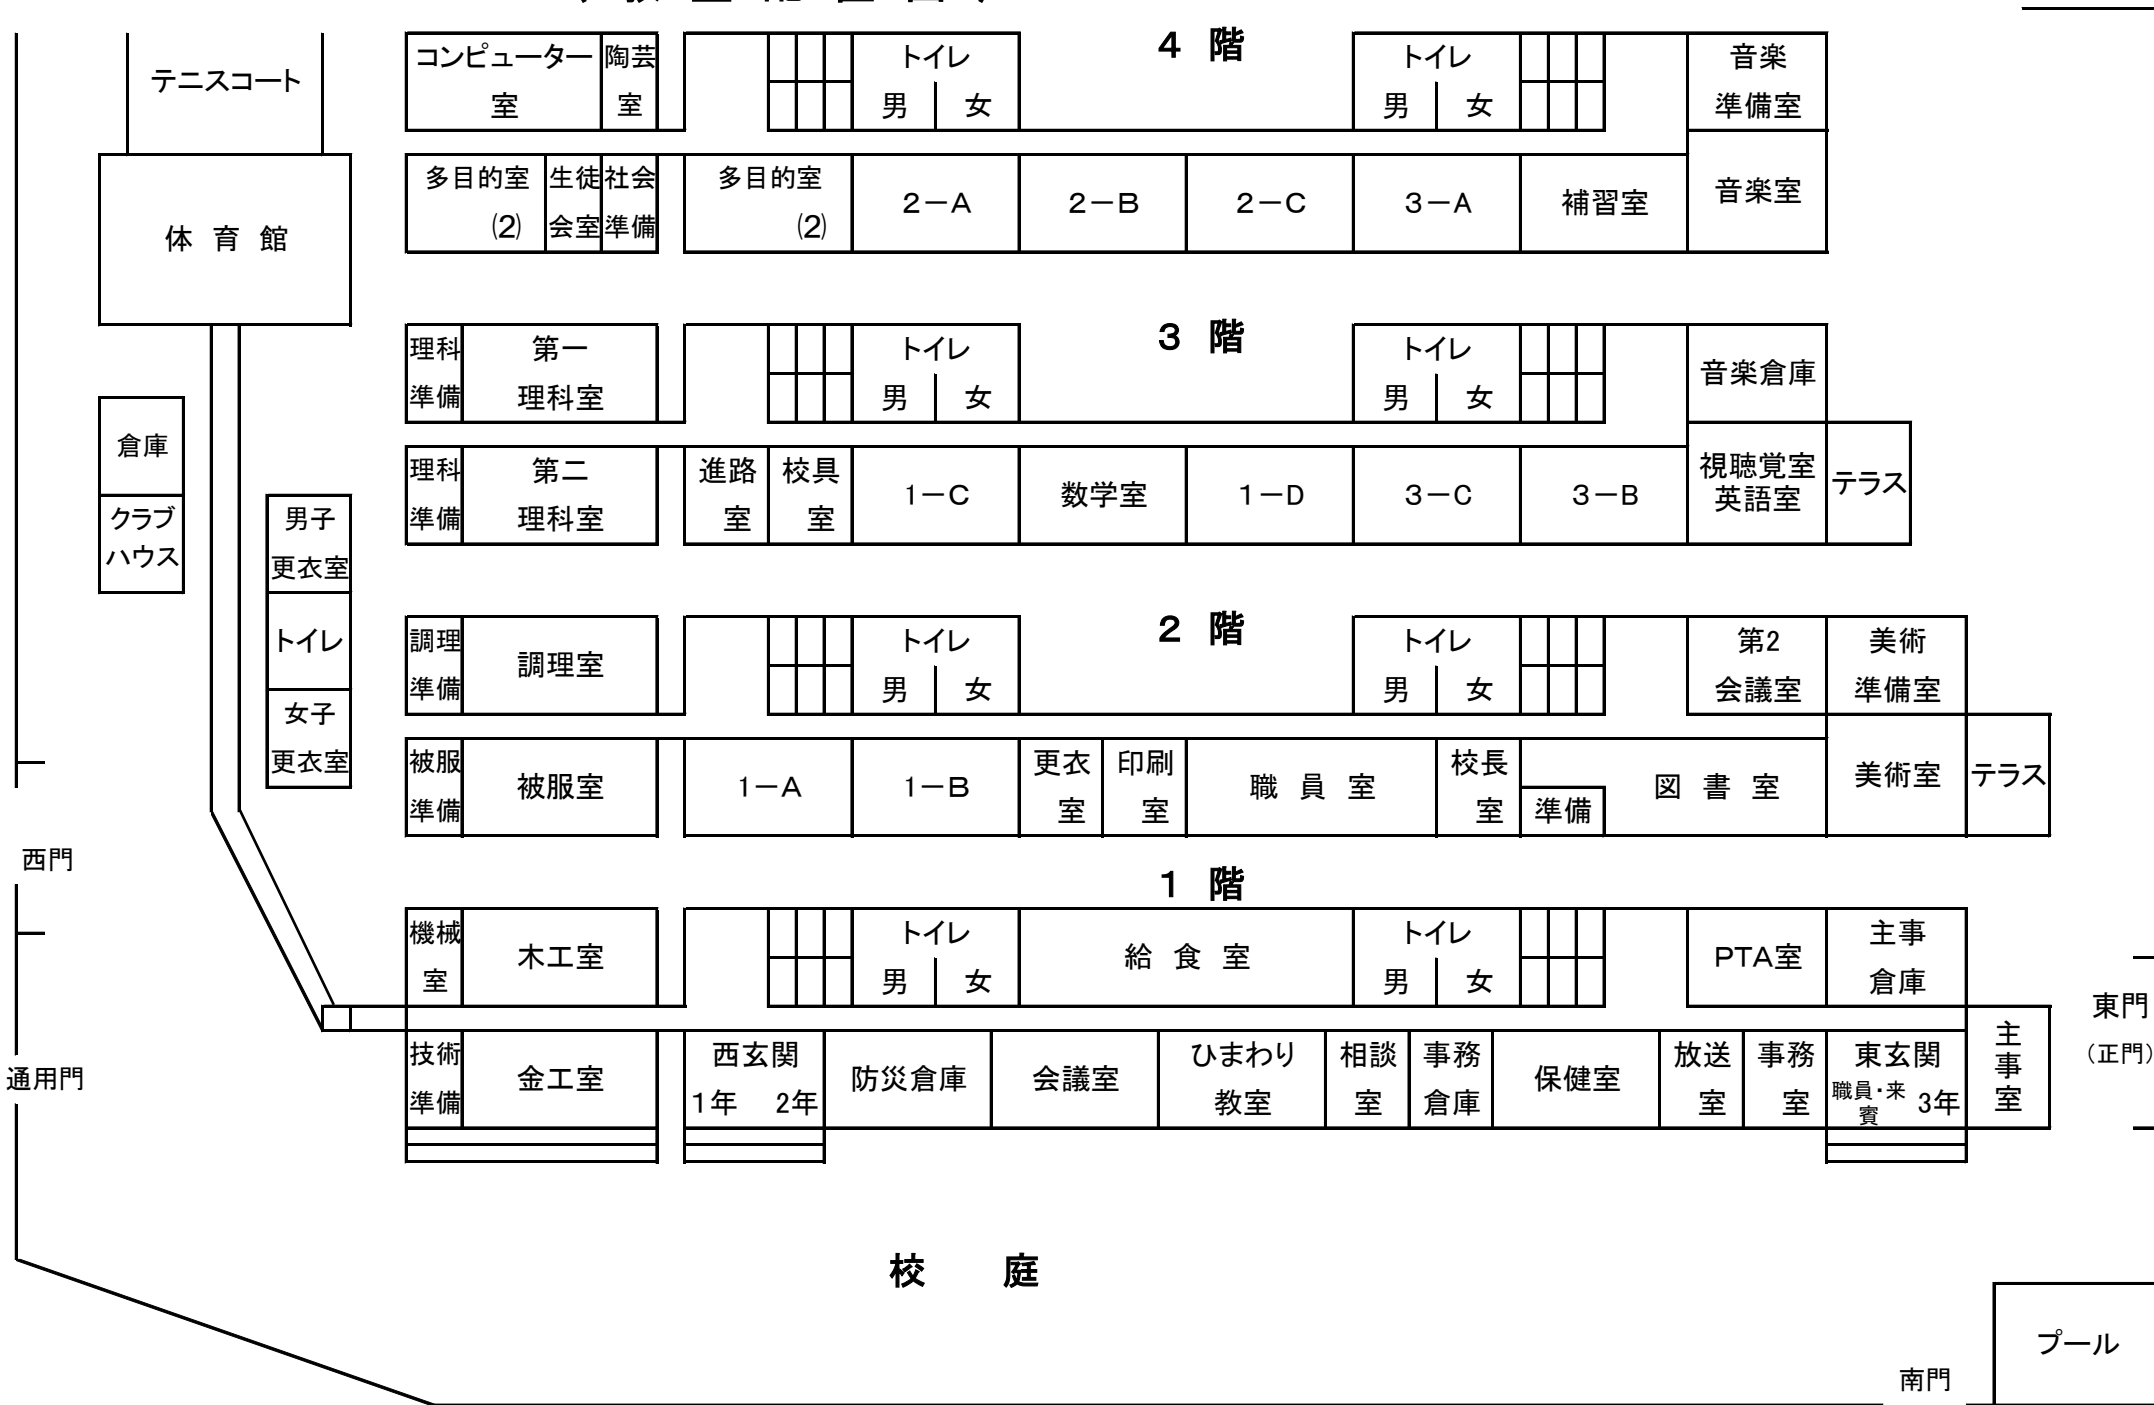 4 階
テニスコート
コンピューター
室
陶芸
室
トイレ
男 女
トイレ
男 女
音楽
準備室
体 育 館
多目的室
(2)
生徒
会室
社会
準備
多目的室
(2)
2-A
2-B
2-C
3-A
補習室
音楽室
3 階
理科
準備
第一
理科室
トイレ
男 女
トイレ
男 女
音楽倉庫
倉庫
クラブ
ハウス
理科
準備
第二
理科室
進路
室
校具
室
1-C
数学室
1-D
3-C
3-B
視聴覚室
英語室
テラス
男子
更衣室
トイレ
女子
更衣室
2 階
調理
準備
調理室
トイレ
男 女
トイレ
男 女
第2
会議室
美術
準備室
被服
準備
被服室
1-A
1-B
更衣
室
印刷
室
職 員 室
校長
室
準備
図 書 室
美術室
テラス
西門
1 階
機械
室
木工室
トイレ
男 女
給 食 室
トイレ
男 女
PTA室
主事
倉庫
東門
(正門)
通用門
技術
準備
金工室
西玄関
1年 2年
防災倉庫
会議室
ひまわり
教室
相談
室
事務
倉庫
保健室
放送
室
事務
室
東玄関
職員・来
賓 3年
主
事
室
校 庭
プール
南門